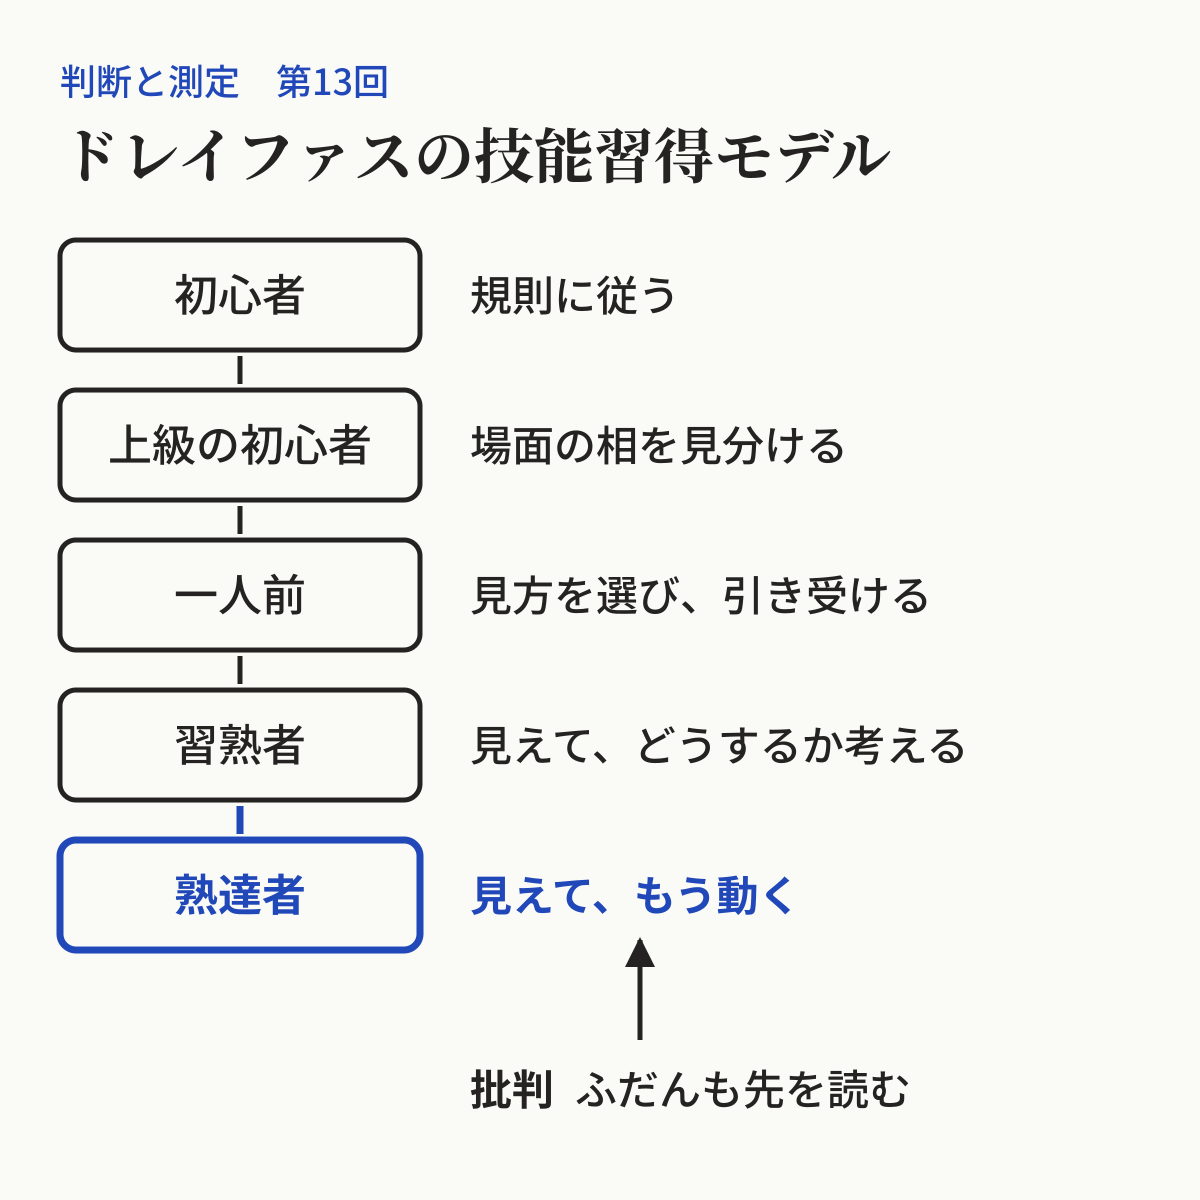 判断と測定　第13回
ドレイファスの技能習得モデル
初心者
規則に従う
上級の初心者
場面の相を見分ける
一人前
見方を選び、引き受ける
習熟者
見えて、どうするか考える
熟達者
見えて、もう動く
批判 ふだんも先を読む